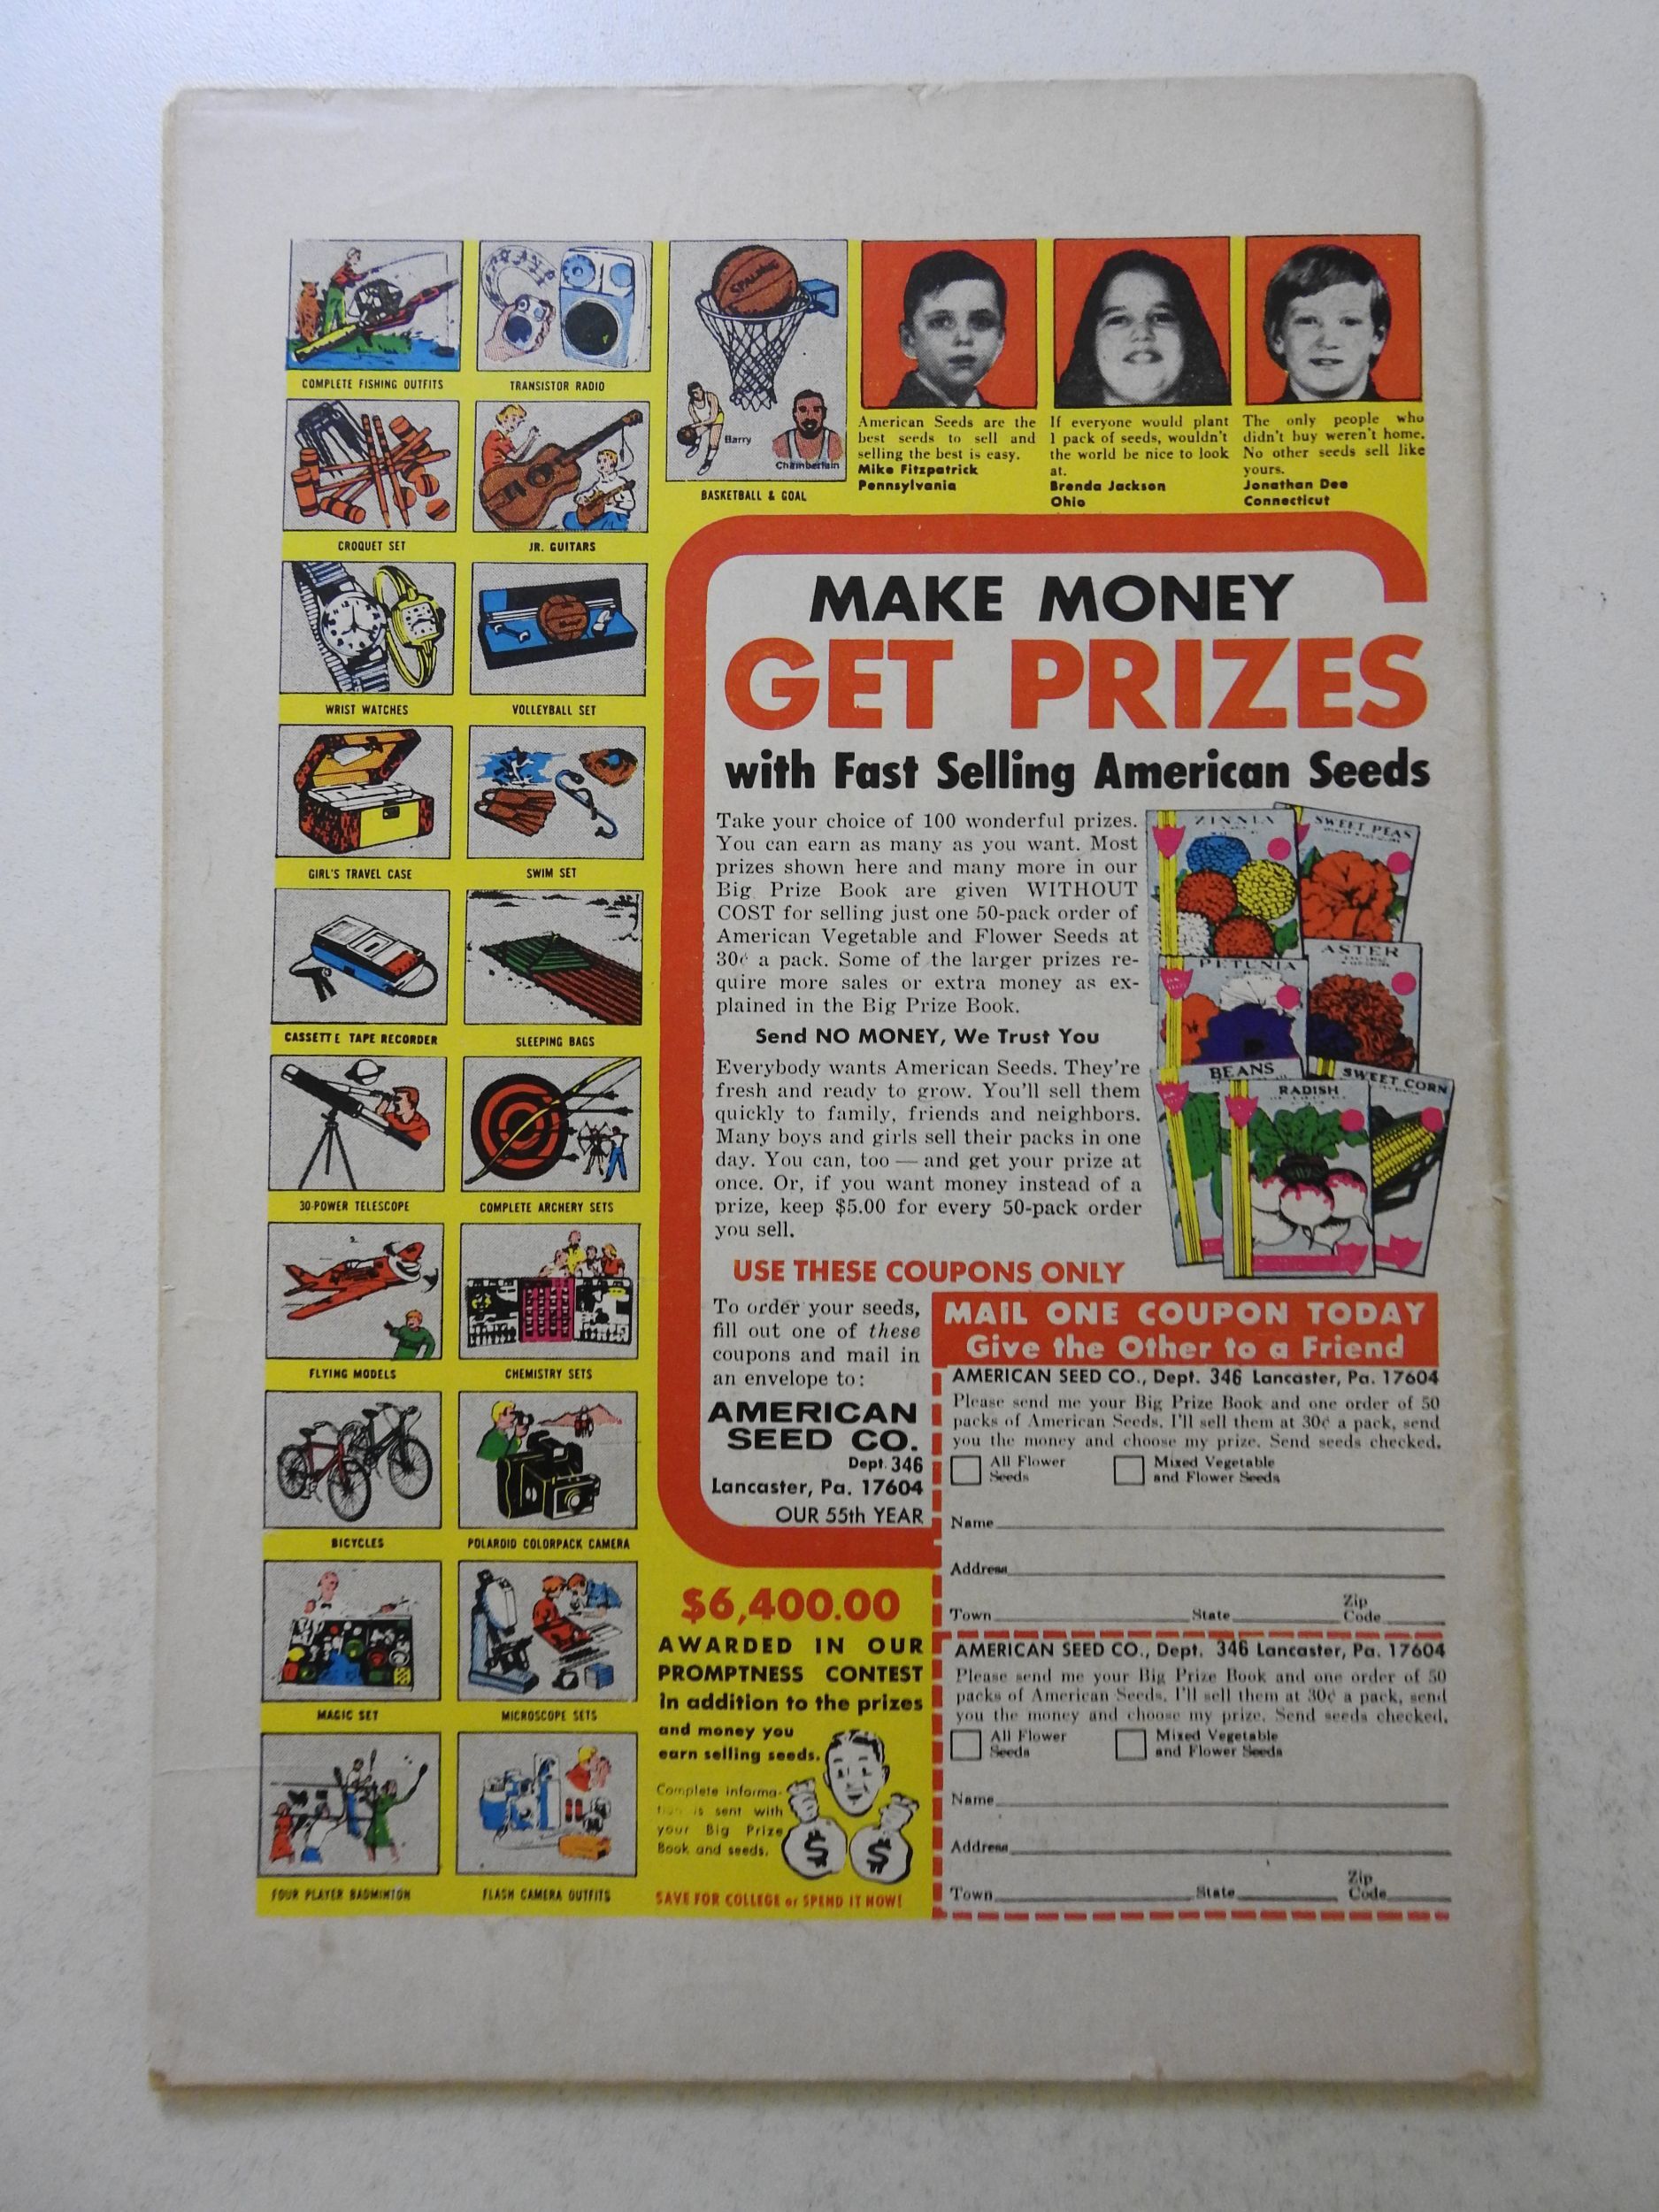 COMPLETE FISHING OUTFITS
TRANSISTOR RADIO
SPALDING
Barry
Chamberlain
BASKETBALL & GOAL
American Seeds are the
best seeds to sell and
selling the best is easy.
Mike Fitzpatrick
Pennsylvania
If everyone would plant
1 pack of seeds, wouldn't
the world be nice to look
at.
Brenda Jackson
Ohio
The only people who
didn't buy weren't home.
No other seeds sell like
yours.
Jonathan Dee
Connecticut
CROQUET SET
JR. GUITARS
WRIST WATCHES
VOLLEYBALL SET
GIRL'S TRAVEL CASE
SWIM SET
CASSETTE TAPE RECORDER
SLEEPING BAGS
30-POWER TELESCOPE
COMPLETE ARCHERY SETS
FLYING MODELS
CHEMISTRY SETS
BICYCLES
POLAROID COLORPACK CAMERA
MAGIC SET
MICROSCOPE SETS
FOUR PLAYER BADMINTON
FLASH CAMERA OUTFITS
MAKE MONEY
GET PRIZES
with Fast Selling American Seeds
Take your choice of 100 wonderful prizes.
You can earn as many as you want. Most
prizes shown here and many more in our
Big Prize Book are given WITHOUT
COST for selling just one 50-pack order of
American Vegetable and Flower Seeds at
30¢ a pack. Some of the larger prizes re-
quire more sales or extra money as ex-
plained in the Big Prize Book.
Send NO MONEY, We Trust You
Everybody wants American Seeds. They're
fresh and ready to grow. You'll sell them
quickly to family, friends and neighbors.
Many boys and girls sell their packs in one
day. You can, too — and get your prize at
once. Or, if you want money instead of a
prize, keep $5.00 for every 50-pack order
you sell.
ZINNIA
SWEET PEAS
PETUNIA
ASTER
BEANS
RADISH
SWEET CORN
USE THESE COUPONS ONLY
To order your seeds,
fill out one of these
coupons and mail in
an envelope to:
AMERICAN
SEED CO.
Dept. 346
Lancaster, Pa. 17604
OUR 55th YEAR
MAIL ONE COUPON TODAY
Give the Other to a Friend
AMERICAN SEED CO., Dept. 346 Lancaster, Pa. 17604
Please send me your Big Prize Book and one order of 50
packs of American Seeds. I'll sell them at 30¢ a pack, send
you the money and choose my prize. Send seeds checked.
All Flower
Seeds
Mixed Vegetable
and Flower Seeds
Name
Address
Town State Zip Code
AMERICAN SEED CO., Dept. 346 Lancaster, Pa. 17604
Please send me your Big Prize Book and one order of 50
packs of American Seeds. I'll sell them at 30¢ a pack, send
you the money and choose my prize. Send seeds checked.
All Flower
Seeds
Mixed Vegetable
and Flower Seeds
Name
Address
Town State Zip Code
$6,400.00
AWARDED IN OUR
PROMPTNESS CONTEST
in addition to the prizes
and money you
earn selling seeds.
Complete informa-
tion is sent with
your Big Prize
Book and seeds.
$ $
SAVE FOR COLLEGE or SPEND IT NOW!